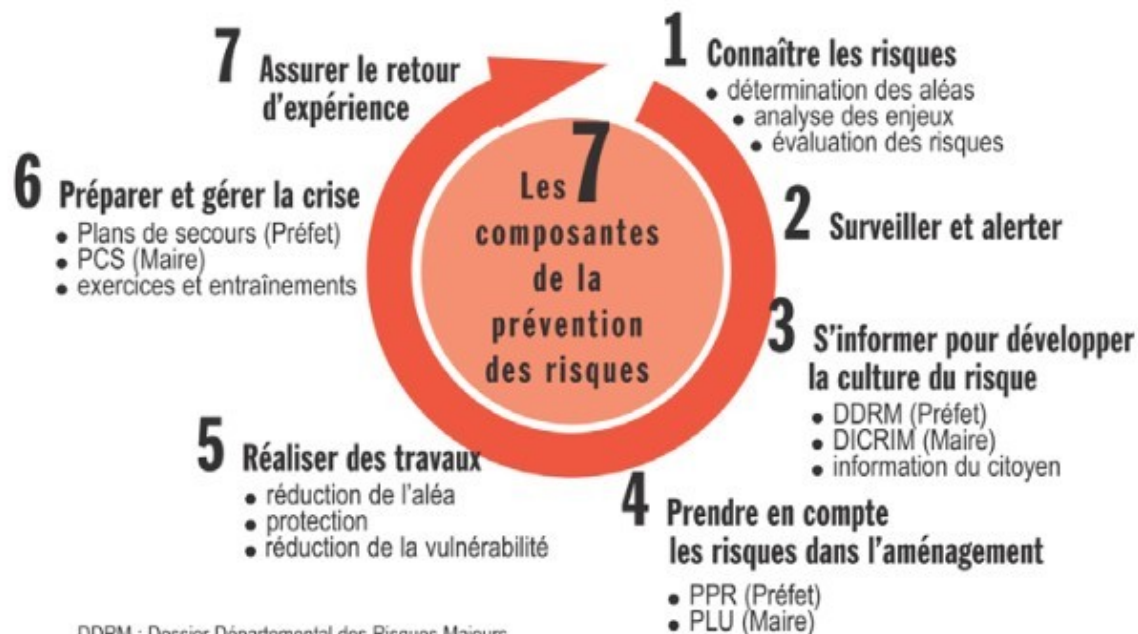 1 Connaître les risques
• détermination des aléas
• analyse des enjeux
• évaluation des risques
2 Surveiller et alerter
3 S'informer pour développer
la culture du risque
• DDRM (Préfet)
• DICRIM (Maire)
• information du citoyen
4 Prendre en compte
les risques dans l'aménagement
• PPR (Préfet)
• PLU (Maire)
5 Réaliser des travaux
• réduction de l'aléa
• protection
• réduction de la vulnérabilité
6 Préparer et gérer la crise
• Plans de secours (Préfet)
• PCS (Maire)
• exercices et entraînements
7 Assurer le retour
d'expérience
Les 7
composantes
de la
prévention
des risques
DDRM : Dossier Départemental des Risques Majeurs